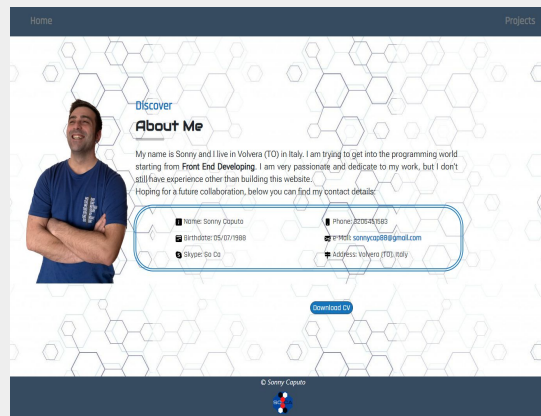 Home
Projects
Discover
About Me
My name is Sonny and I live in Volvera (TO) in Italy. I am trying to get into the programming world
starting from Front End Developing. I am very passionate and dedicate to my work, but I don't
still have experience other than building this website.
Hoping for a future collaboration, below you can find my contact details:
Name: Sonny Caputo
Phone: 3206451583
Birthdate: 05/07/1988
e-Mail: sonnycap88@gmail.com
Skype: So Ca
Address: Volvera (TO), Italy
Download CV
© Sonny Caputo